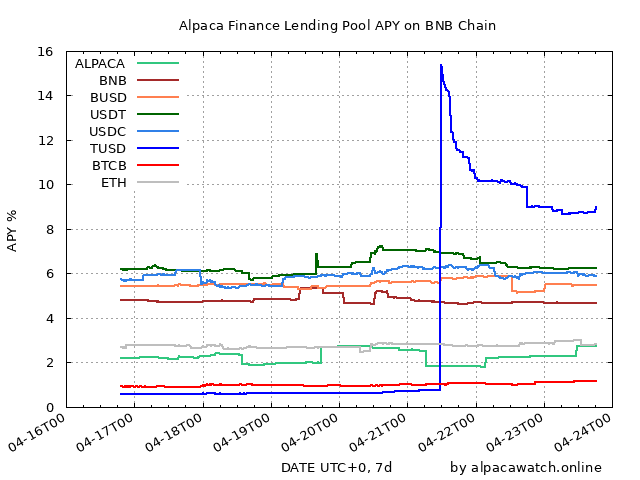 Alpaca Finance Lending Pool APY on BNB Chain
16
14
12
10
8
6
4
2
0
APY %
ALPACA
BNB
BUSD
USDT
USDC
TUSD
BTCB
ETH
04-16T00
04-17T00
04-18T00
04-19T00
04-20T00
04-21T00
04-22T00
04-23T00
04-24T00
DATE UTC+0, 7d
by alpacawatch.online